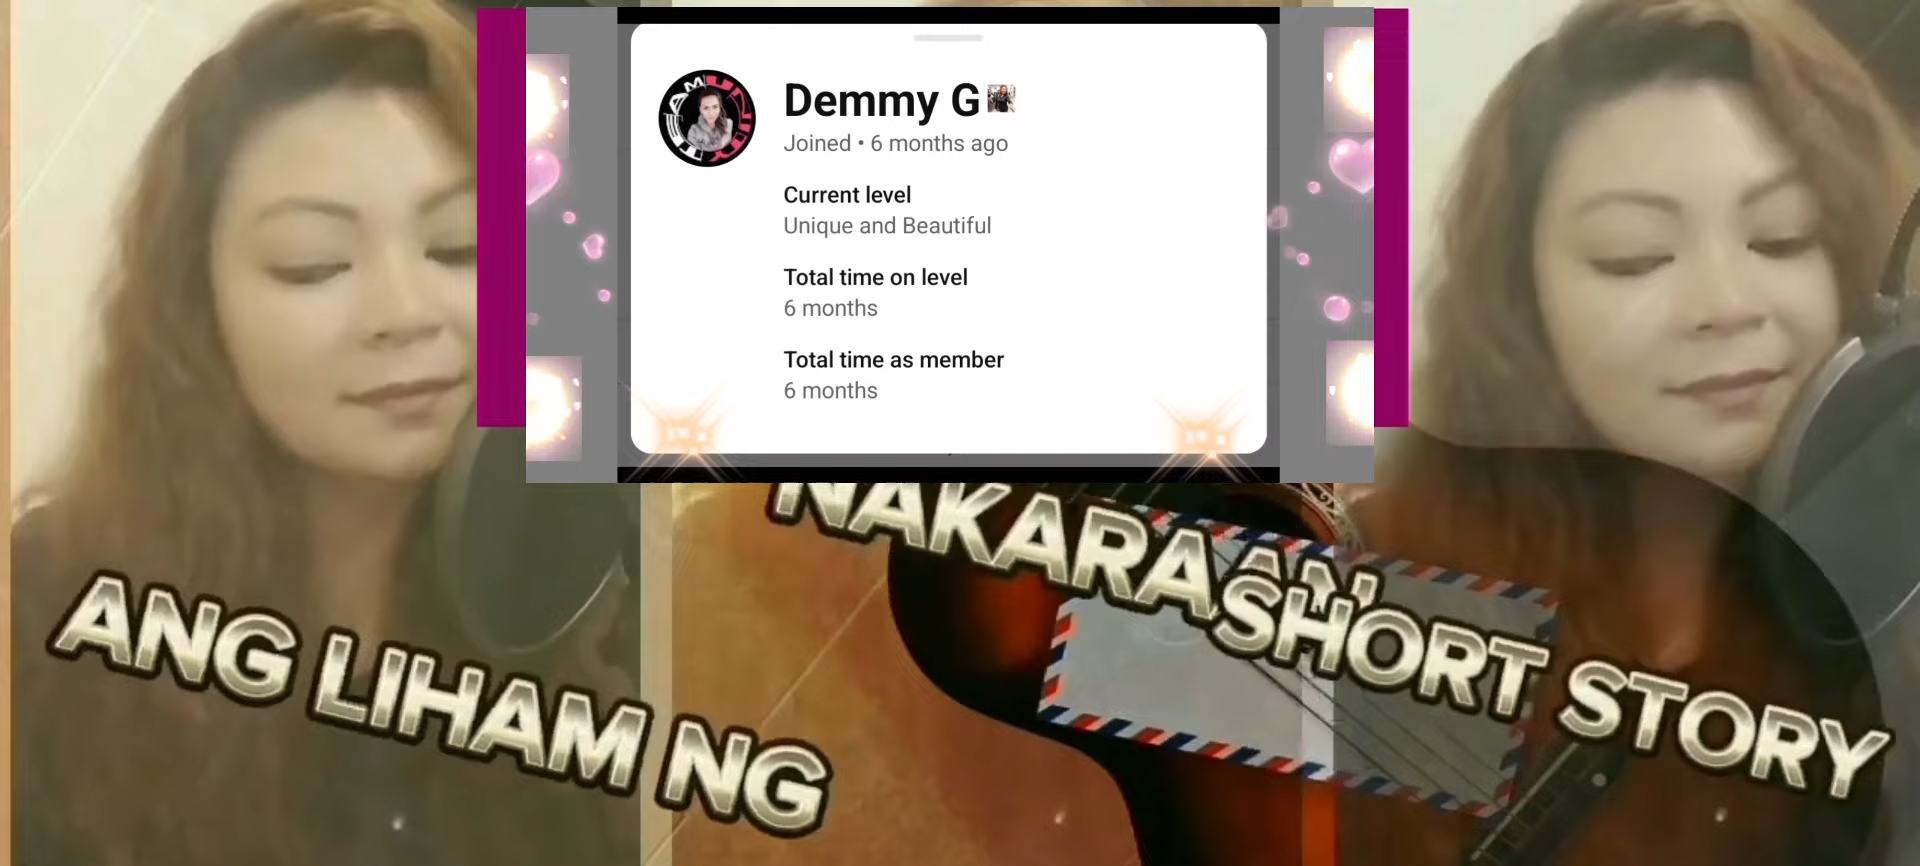 Demmy G
Joined • 6 months ago
Current level
Unique and Beautiful
Total time on level
6 months
Total time as member
6 months
ANG LIHAM NG
NAKARAAN
SHORT STORY